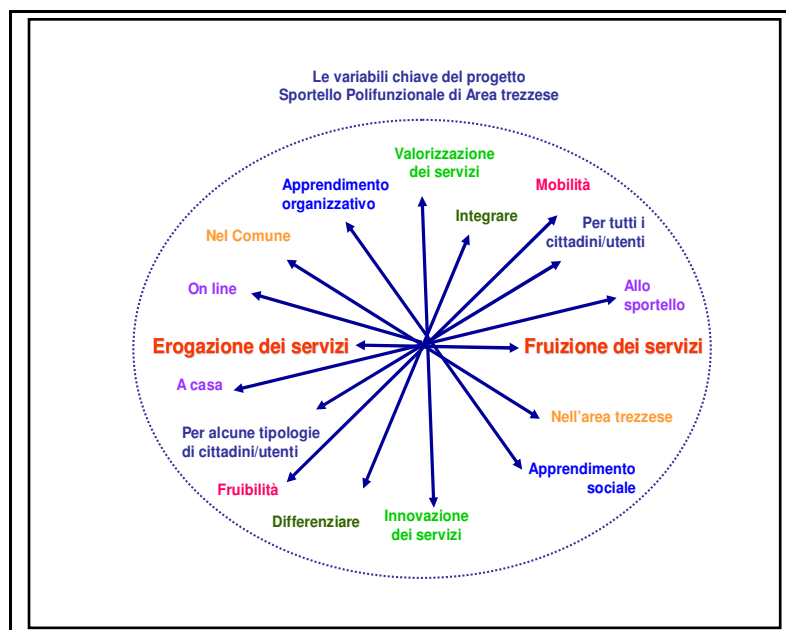 Le variabili chiave del progetto
Sportello Polifunzionale di Area trezzese
Valorizzazione
dei servizi
Apprendimento
organizzativo
Mobilità
Integrare
Per tutti i
cittadini/utenti
Nel Comune
On line
Allo
sportello
Erogazione dei servizi
Fruizione dei servizi
A casa
Nell'area trezzese
Per alcune tipologie
di cittadini/utenti
Apprendimento
sociale
Fruibilità
Differenziare
Innovazione
dei servizi